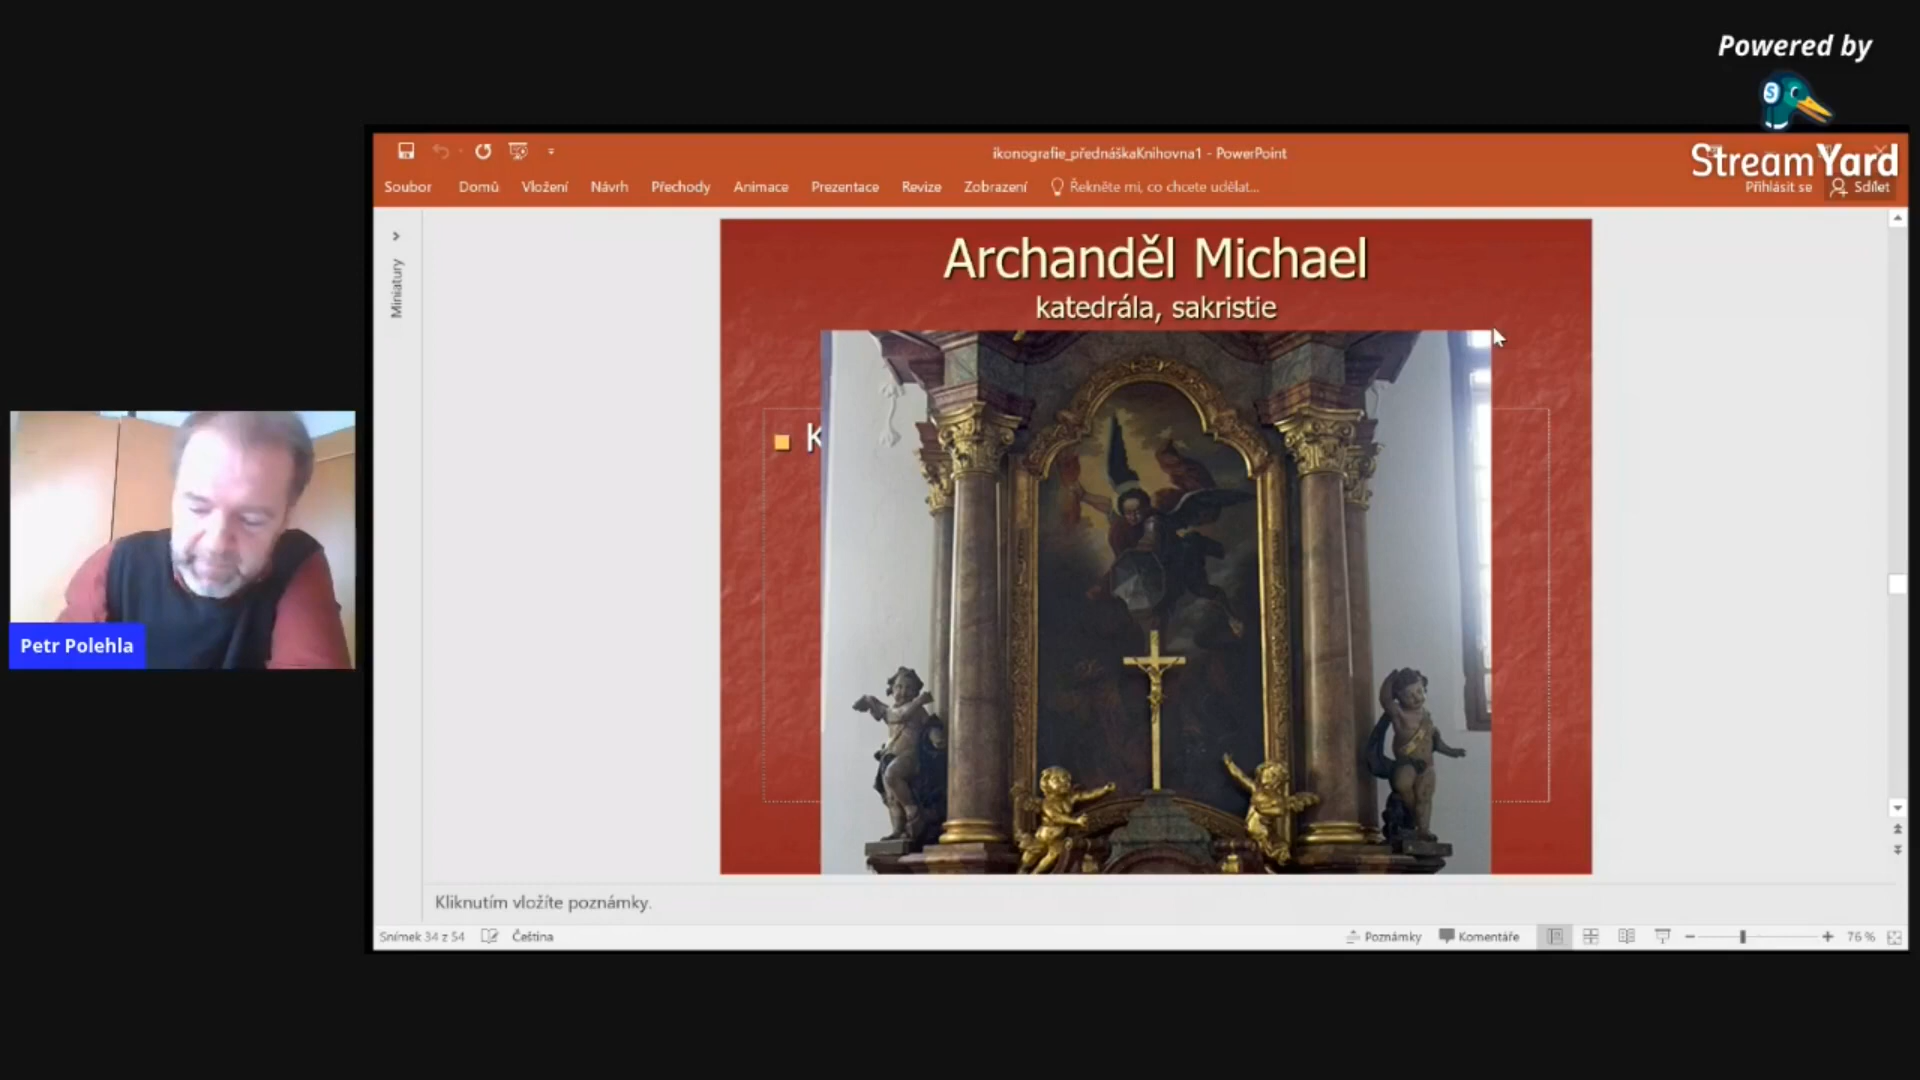 Powered by
StreamYard
ikonografie_přednáškaKnihovna1 - PowerPoint
Soubor Domů Vložení Návrh Přechody Animace Prezentace Revize Zobrazení Řekněte mi, co chcete udělat... Přihlásit se Sdílet
Miniatury
Archanděl Michael
katedrála, sakristie
K
Petr Polehla
Kliknutím vložíte poznámky.
Snímek 34 z 54 Čeština Poznámky Komentáře 76 %